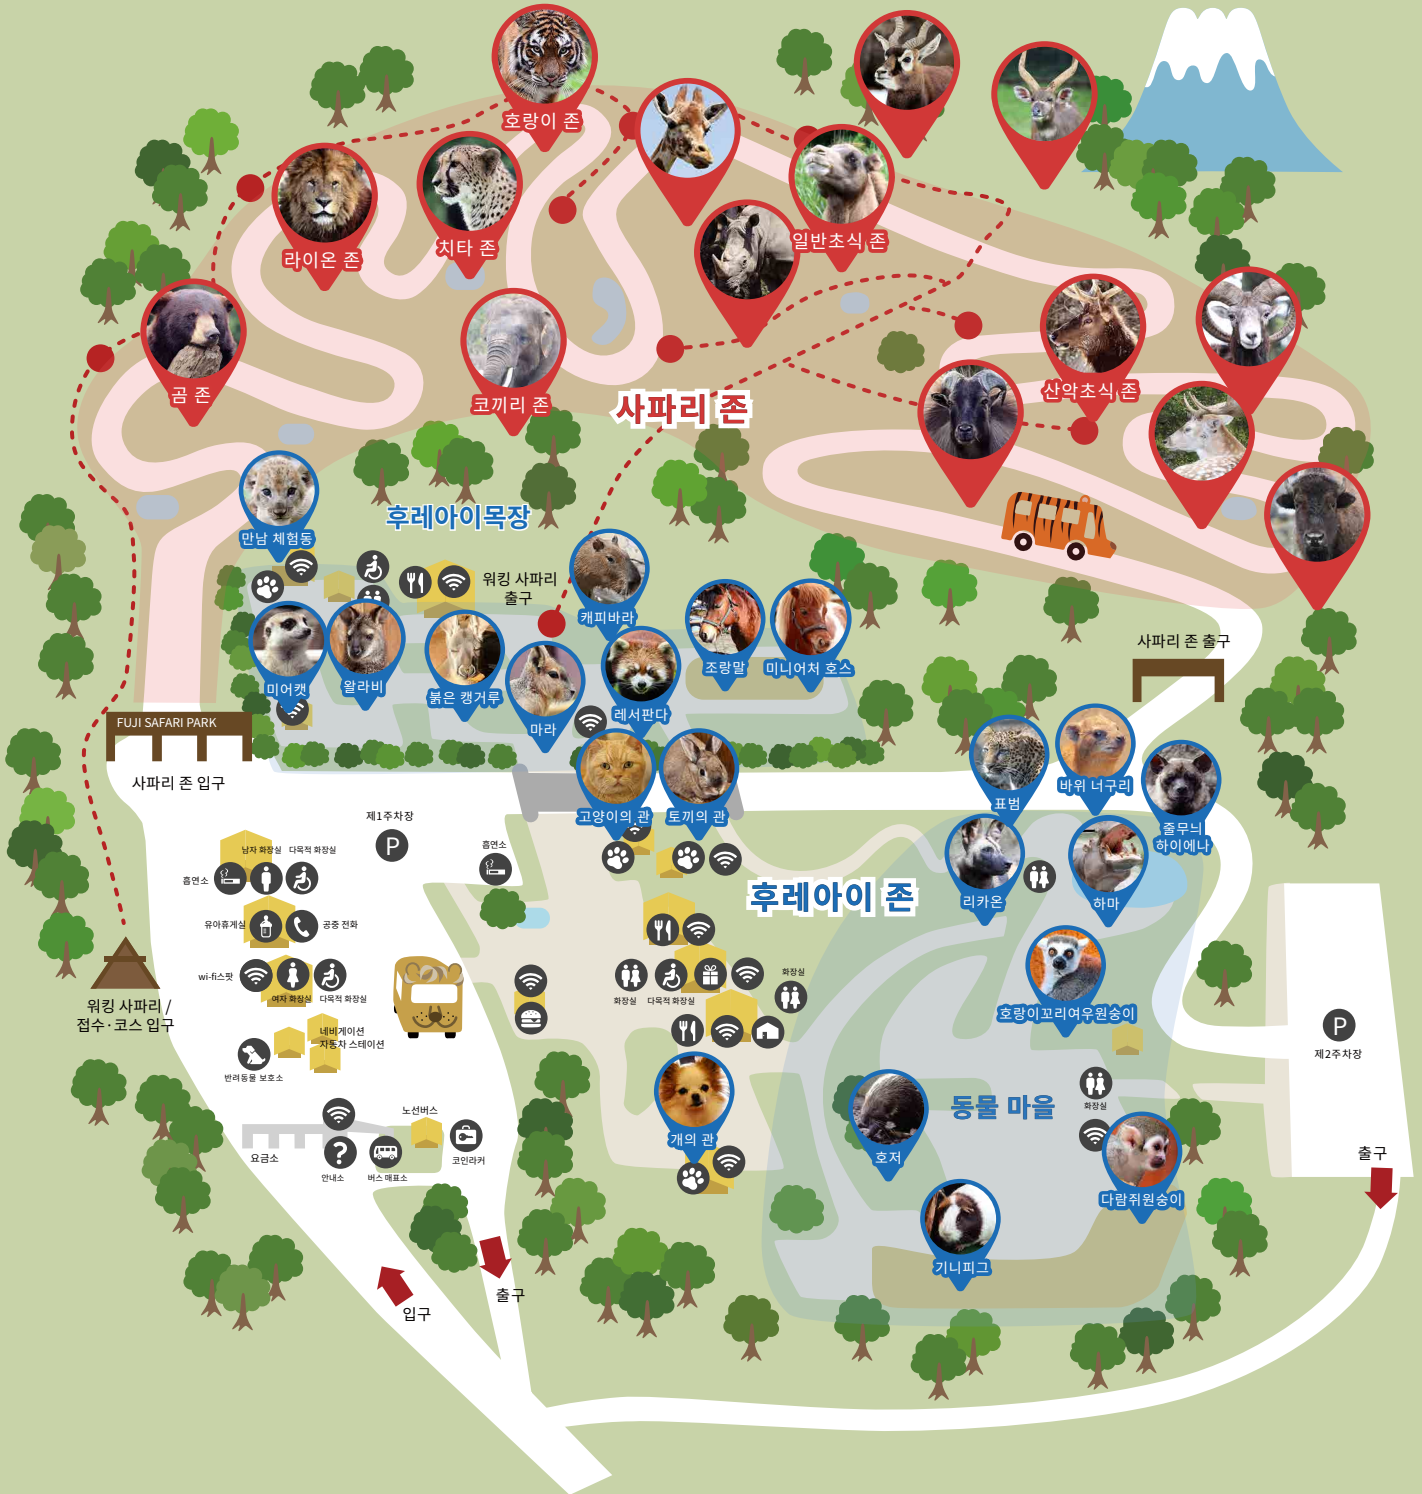 호랑이 존
라이온 존
치타 존
일반초식 존
곰 존
코끼리 존
사파리 존
산악초식 존
만남 체험동
후레아이목장
워킹 사파리
출구
캐피바라
미어캣
왈라비
붉은 캥거루
마라
레서판다
조랑말
미니어처 호스
사파리 존 출구
FUJI SAFARI PARK
사파리 존 입구
고양이의 관
토끼의 관
표범
바위 너구리
줄무늬
하이에나
제1주차장
P
흡연소
남자 화장실
다목적 화장실
흡연소
유아휴게실
공중 전화
wi-fi스팟
여자 화장실
다목적 화장실
후레아이 존
리카온
하마
화장실
다목적 화장실
화장실
호랑이꼬리여우원숭이
워킹 사파리 /
접수·코스 입구
네비게이션
자동차 스테이션
반려동물 보호소
P
제2주차장
노선버스
요금소
?
안내소
버스 매표소
코인라커
개의 관
호저
동물 마을
화장실
다람쥐원숭이
기니피그
출구
입구
출구